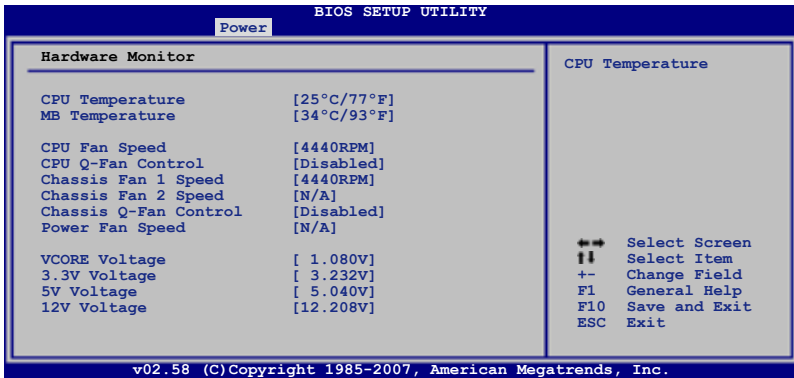 BIOS SETUP UTILITY
Power
Hardware Monitor
CPU Temperature [25°C/77°F]
MB Temperature [34°C/93°F]
CPU Fan Speed [4440RPM]
CPU Q-Fan Control [Disabled]
Chassis Fan 1 Speed [4440RPM]
Chassis Fan 2 Speed [N/A]
Chassis Q-Fan Control [Disabled]
Power Fan Speed [N/A]
VCORE Voltage [ 1.080V]
3.3V Voltage [ 3.232V]
5V Voltage [ 5.040V]
12V Voltage [12.208V]
CPU Temperature
←→ Select Screen
↑↓ Select Item
+- Change Field
F1 General Help
F10 Save and Exit
ESC Exit
v02.58 (C)Copyright 1985-2007, American Megatrends, Inc.